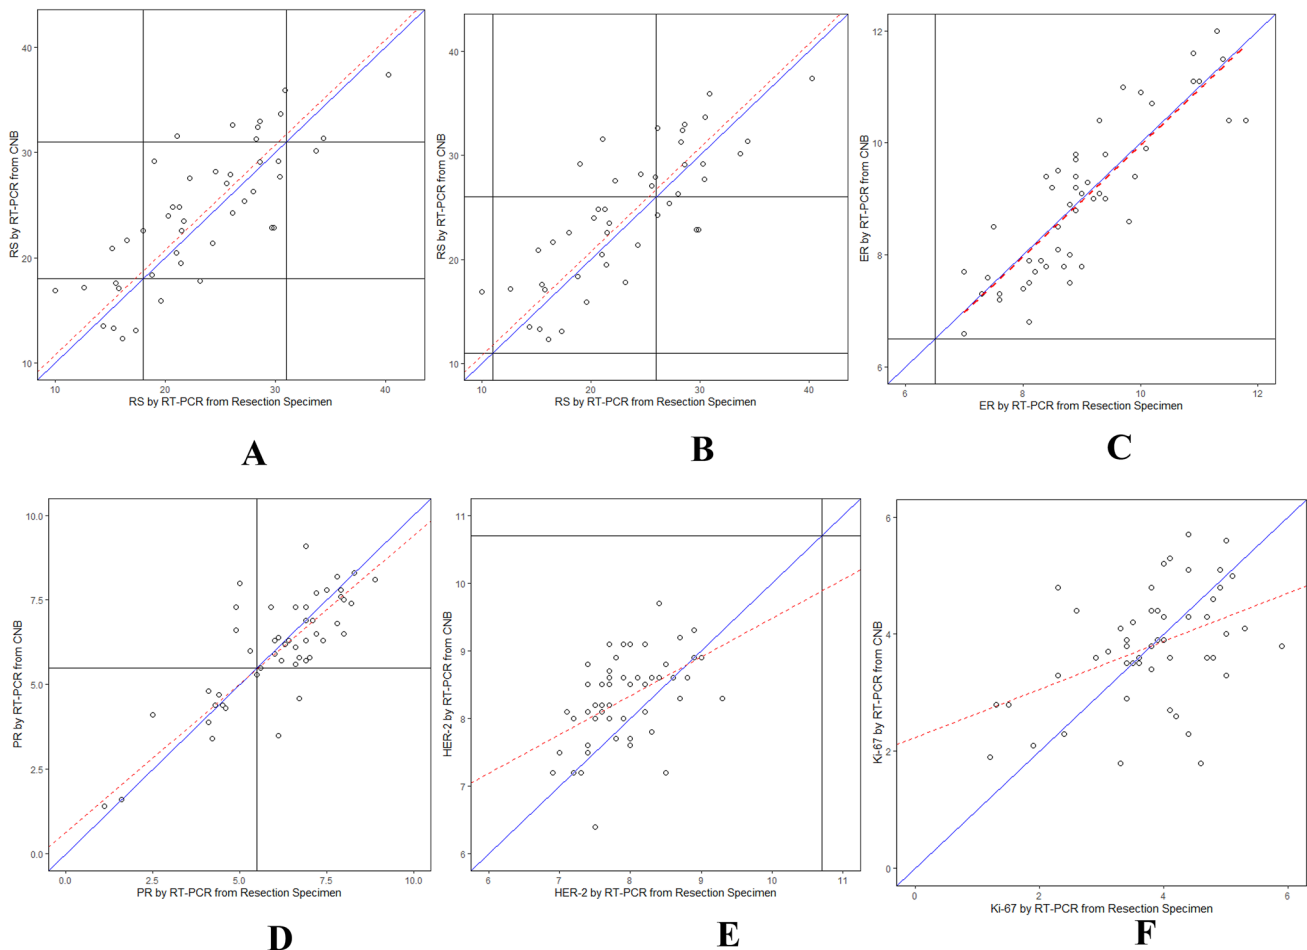 40
30
20
10
RS by RT-PCR from CNB
10 20 30 40
RS by RT-PCR from Resection Specimen
A
40
30
20
10
RS by RT-PCR from CNB
10 20 30 40
RS by RT-PCR from Resection Specimen
B
12
10
8
6
ER by RT-PCR from CNB
6 8 10 12
ER by RT-PCR from Resection Specimen
C
10.0
7.5
5.0
2.5
0.0
PR by RT-PCR from CNB
0.0 2.5 5.0 7.5 10.0
PR by RT-PCR from Resection Specimen
D
11
10
9
8
7
6
HER-2 by RT-PCR from CNB
6 7 8 9 10 11
HER-2 by RT-PCR from Resection Specimen
E
6
4
2
0
Ki-67 by RT-PCR from CNB
0 2 4 6
Ki-67 by RT-PCR from Resection Specimen
F